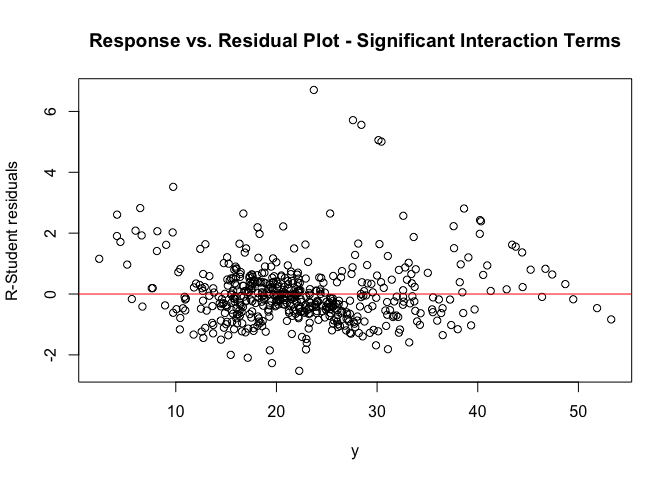 Response vs. Residual Plot - Significant Interaction Terms
R-Student residuals
6
4
2
0
-2
10 20 30 40 50
y